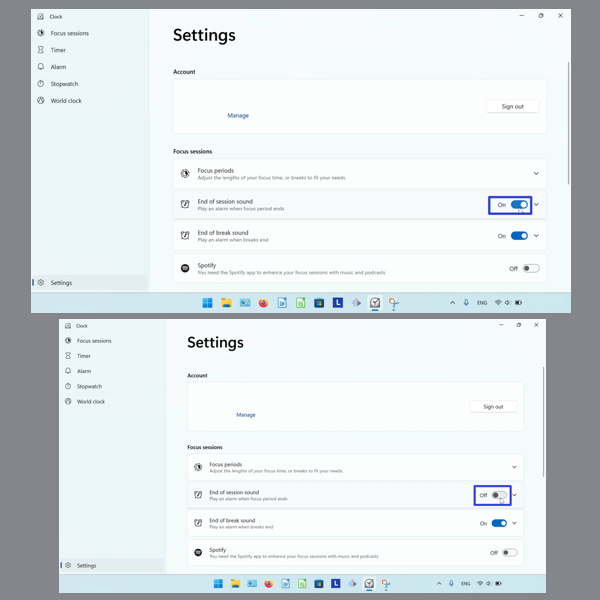 Clock
Focus sessions
Timer
Alarm
Stopwatch
World clock
Settings
Settings
Account
Sign out
Manage
Focus sessions
Focus periods
Adjust the lengths of your focus time, or breaks to fit your needs.
End of session sound
Play an alarm when focus period ends
On
End of break sound
Play an alarm when breaks end
On
Spotify
You need the Spotify app to enhance your focus sessions with music and podcasts
Off
ENG
Clock
Focus sessions
Timer
Alarm
Stopwatch
World clock
Settings
Settings
Account
Sign out
Manage
Focus sessions
Focus periods
Adjust the lengths of your focus time, or breaks to fit your needs.
End of session sound
Play an alarm when focus period ends
Off
End of break sound
Play an alarm when breaks end
On
Spotify
You need the Spotify app to enhance your focus sessions with music and podcasts
Off
ENG